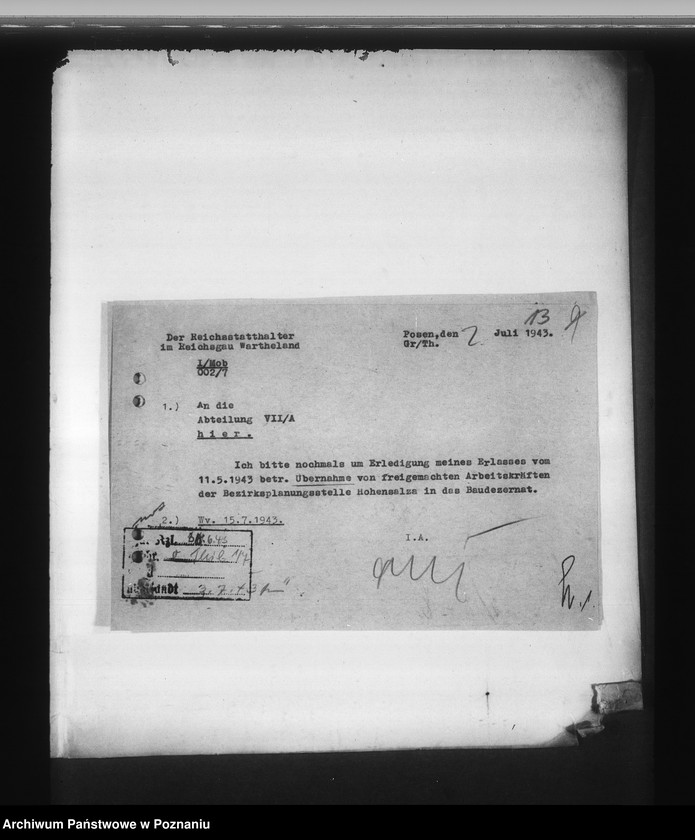 13
Der Reichsstatthalter
im Reichsgau Wartheland
Posen,den 2. Juli 1943.
Gr/Th.
I/Mob
002/7
1.) An die
Abteilung VII/A
h i e r .
Ich bitte nochmals um Erledigung meines Erlasses vom
11.5.1943 betr. Übernahme von freigemachten Arbeitskräften
der Bezirksplanungsstelle Hohensalza in das Baudezernat.
2.) Wv. 15.7.1943.
I.A.
Archiwum Państwowe w Poznaniu